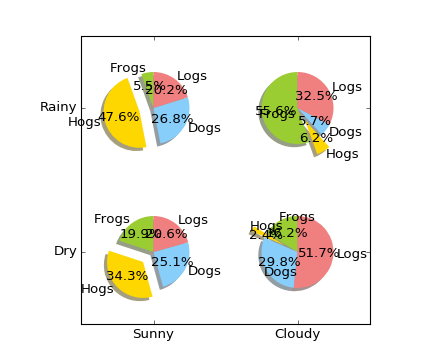 Frogs
5.5%
20.2%
Logs
Rainy
Hogs
47.6%
26.8%
Dogs
32.5%
Logs
55.6%
Frogs
5.7%
Dogs
6.2%
Hogs
Frogs
19.9%
20.6%
Logs
Dry
25.1%
Dogs
34.3%
Hogs
Frogs
Hogs
16.2%
2.4%
51.7%
Logs
29.8%
Dogs
Sunny
Cloudy